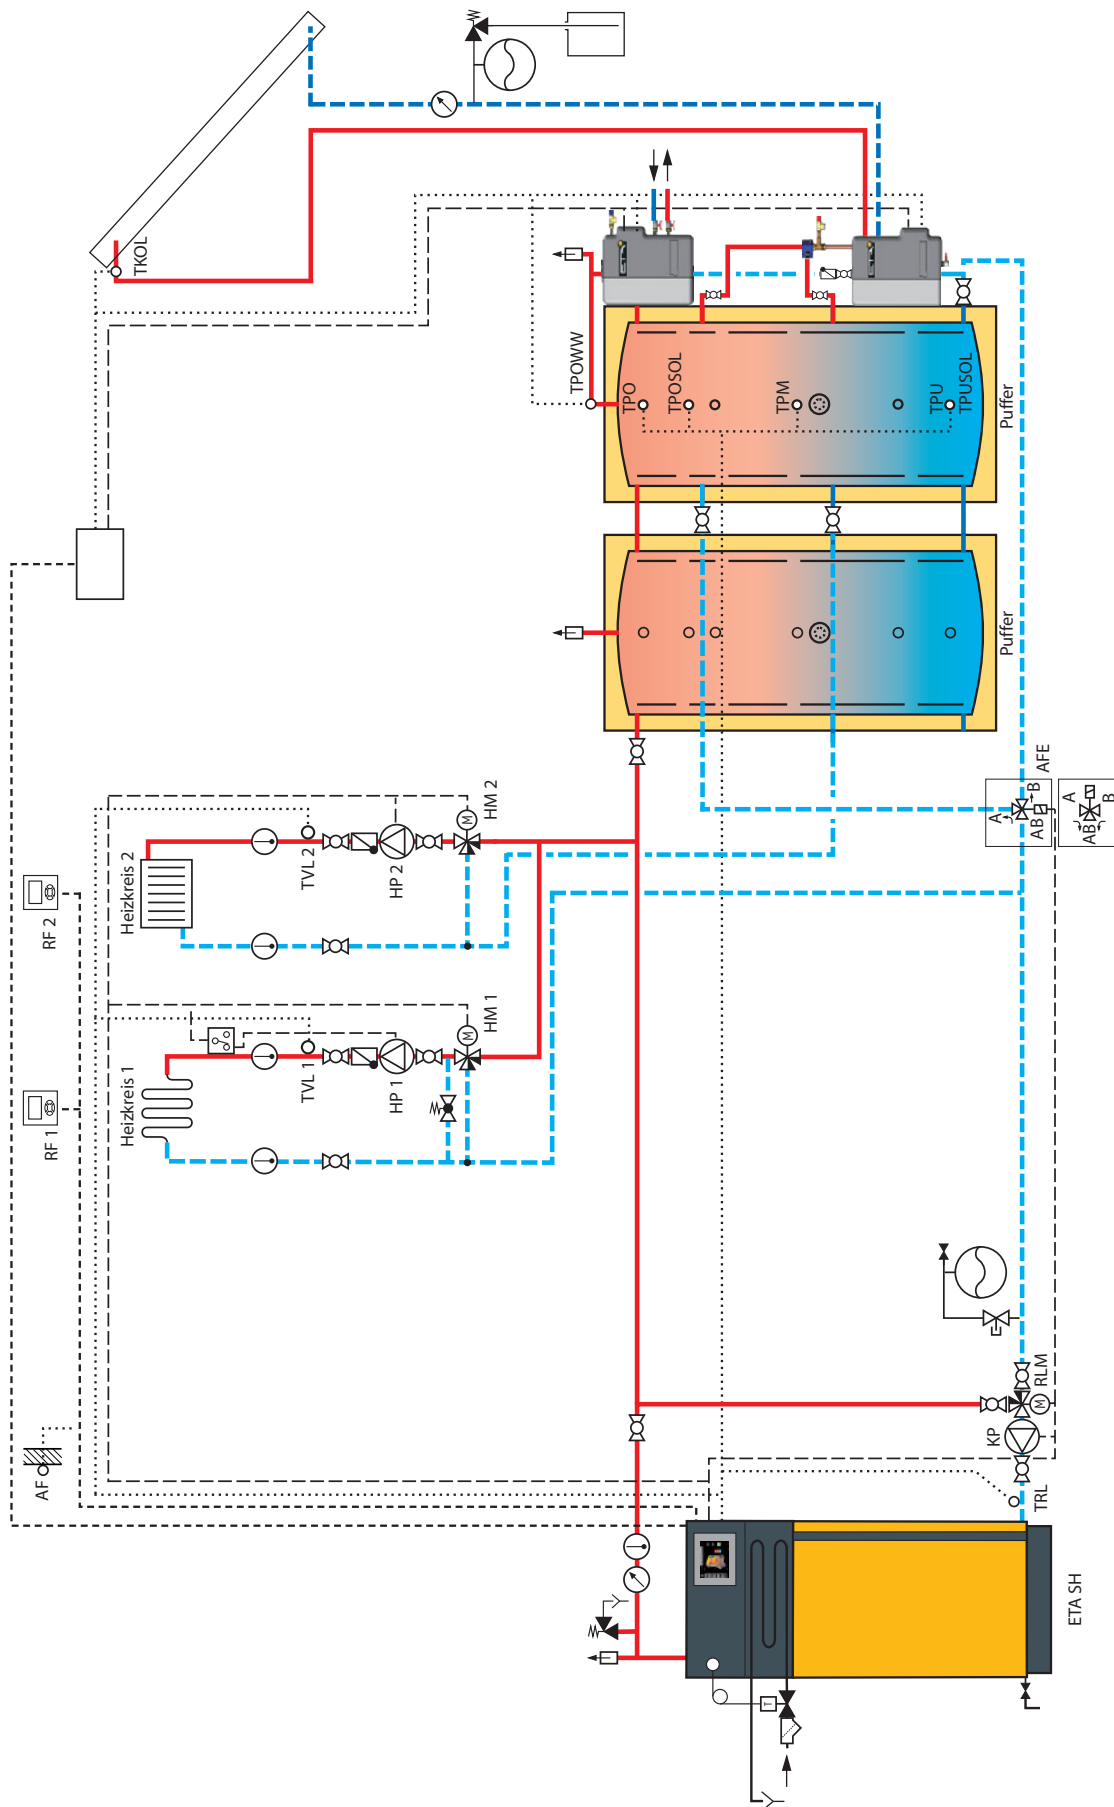 TKOL
TPOWW
TPO
TPOSOL
TPM
TPU
TPUSOL
Puffer
Puffer
AFE
A
B
AB
A
B
AB
Heizkreis 2
TVL 2
HP 2
HM 2
M
RF 2
Heizkreis 1
TVL 1
HP 1
HM 1
M
RF 1
AF
RLM
M
KP
TRL
ETA SH
T